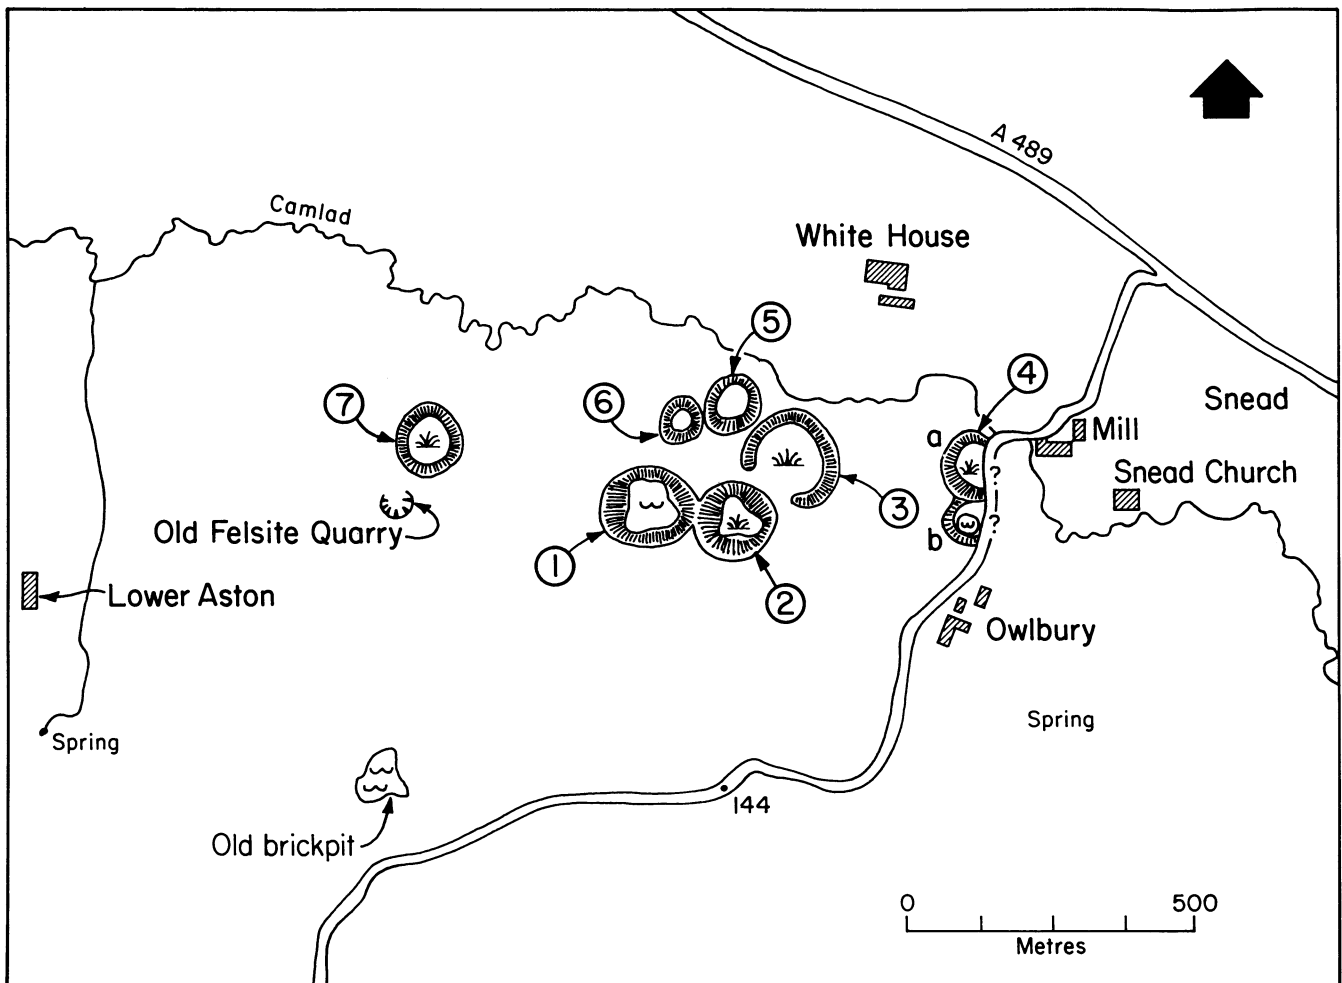 A 489
Camlad
White House
5
4
7
6
Snead
a
Mill
Snead Church
?
3
Old Felsite Quarry
?
b
1
Lower Aston
2
Owlbury
Spring
Spring
144
Old brickpit
0 500
Metres